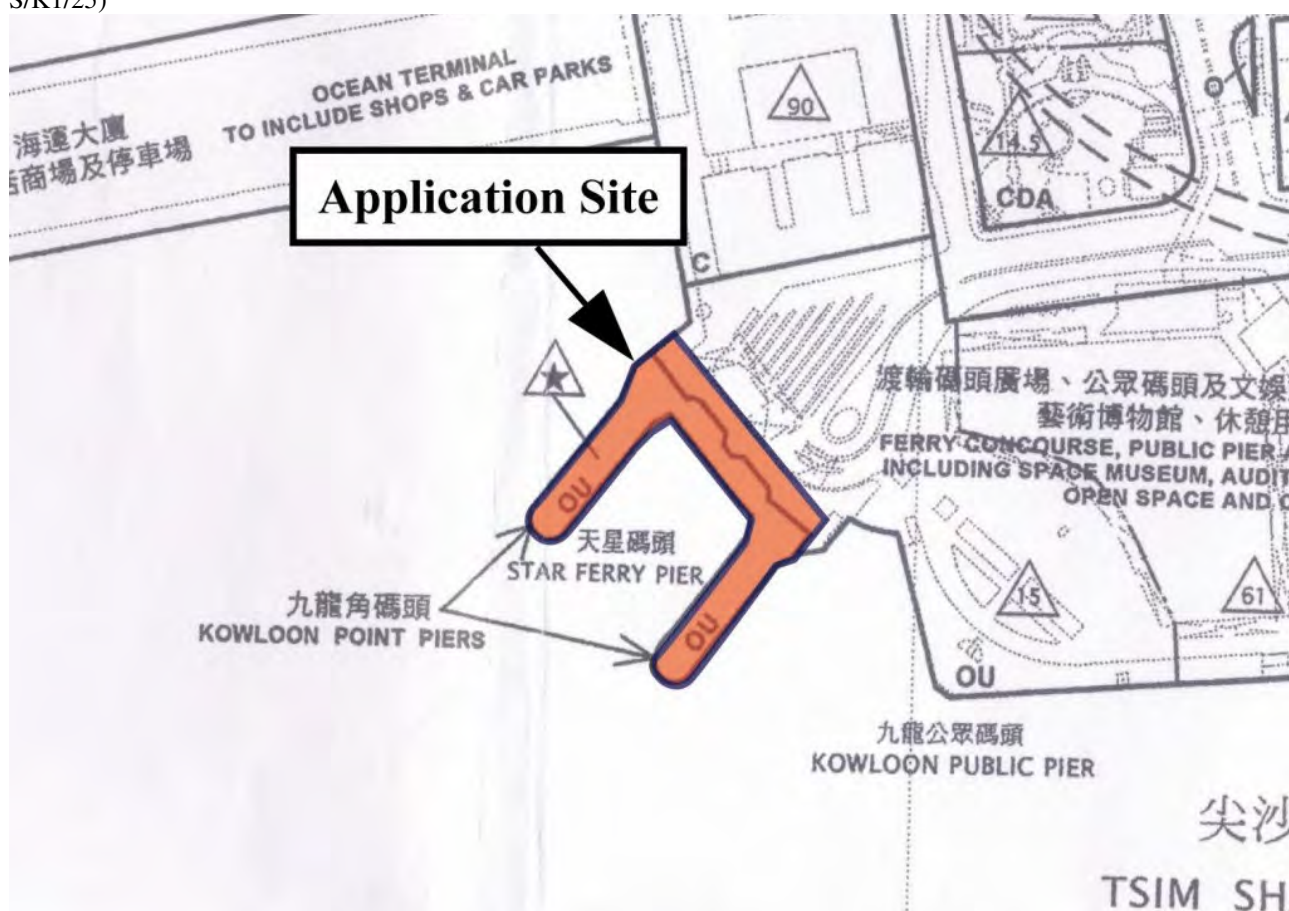 S/K1/25)
OCEAN TERMINAL
TO INCLUDE SHOPS & CAR PARKS
海運大廈
商場及停車場
90
14.5
CDA
Application Site
C
O
渡輪碼頭廣場、公眾碼頭及文娛
藝術博物館、休憩用
FERRY CONCOURSE, PUBLIC PIER
INCLUDING SPACE MUSEUM, AUDIT
OPEN SPACE AND
OU
天星碼頭
STAR FERRY PIER
九龍角碼頭
KOWLOON POINT PIERS
OU
15
61
OU
九龍公眾碼頭
KOWLOON PUBLIC PIER
尖沙
TSIM SH